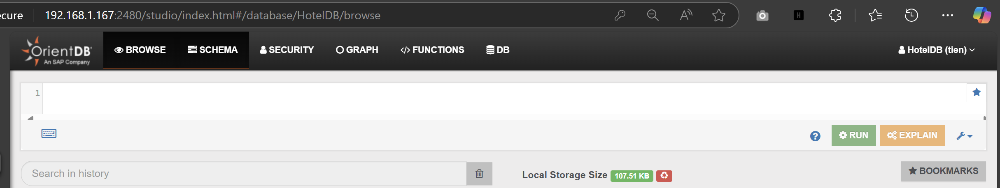 ecure 192.168.1.167:2480/studio/index.html#/database/HotelDB/browse
OrientDB
An SAP Company
BROWSE SCHEMA SECURITY GRAPH FUNCTIONS DB HotelDB (tien)
1
? RUN EXPLAIN
Search in history
Local Storage Size 107.51 KB
BOOKMARKS